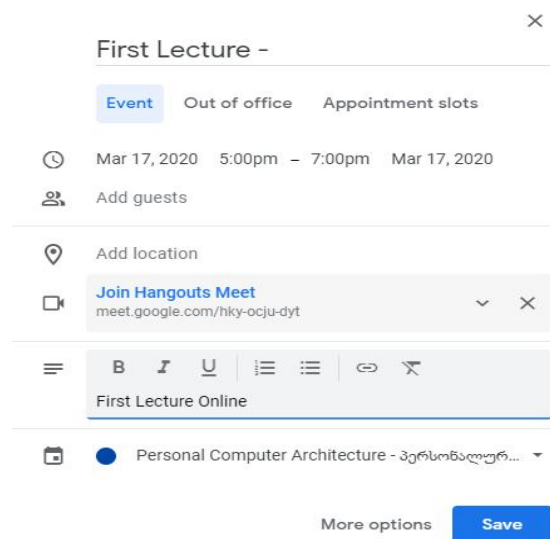 First Lecture -
Event Out of office Appointment slots
Mar 17, 2020 5:00pm – 7:00pm Mar 17, 2020
Add guests
Add location
Join Hangouts Meet
meet.google.com/hky-ocju-dyt
B I U
First Lecture Online
Personal Computer Architecture - პერსონალურ...
More options Save